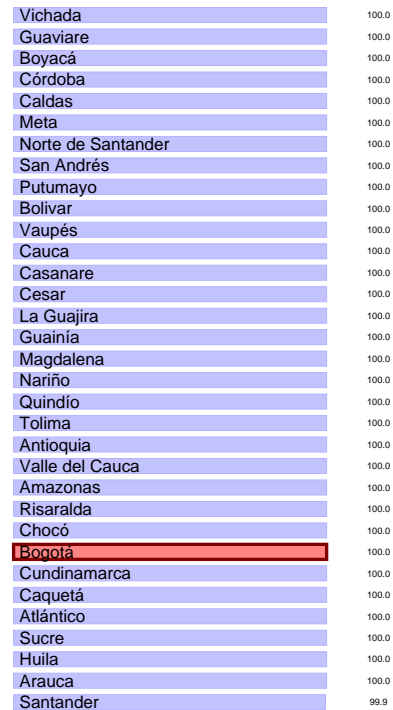 Vichada 100.0
Guaviare 100.0
Boyacá 100.0
Córdoba 100.0
Caldas 100.0
Meta 100.0
Norte de Santander 100.0
San Andrés 100.0
Putumayo 100.0
Bolivar 100.0
Vaupés 100.0
Cauca 100.0
Casanare 100.0
Cesar 100.0
La Guajira 100.0
Guainía 100.0
Magdalena 100.0
Nariño 100.0
Quindío 100.0
Tolima 100.0
Antioquia 100.0
Valle del Cauca 100.0
Amazonas 100.0
Risaralda 100.0
Chocó 100.0
Bogotá 100.0
Cundinamarca 100.0
Caquetá 100.0
Atlántico 100.0
Sucre 100.0
Huila 100.0
Arauca 100.0
Santander 99.9